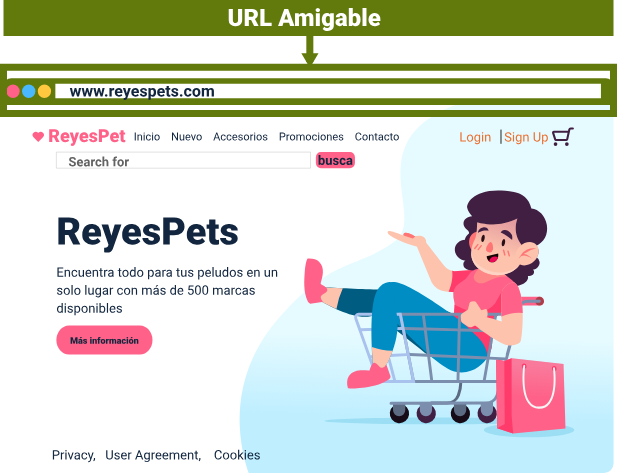 URL Amigable
www.reyespets.com
ReyesPet Inicio Nuevo Accesorios Promociones Contacto Login | Sign Up
Search for busca
ReyesPets
Encuentra todo para tus peludos en un
solo lugar con más de 500 marcas
disponibles
Más información
Privacy, User Agreement, Cookies